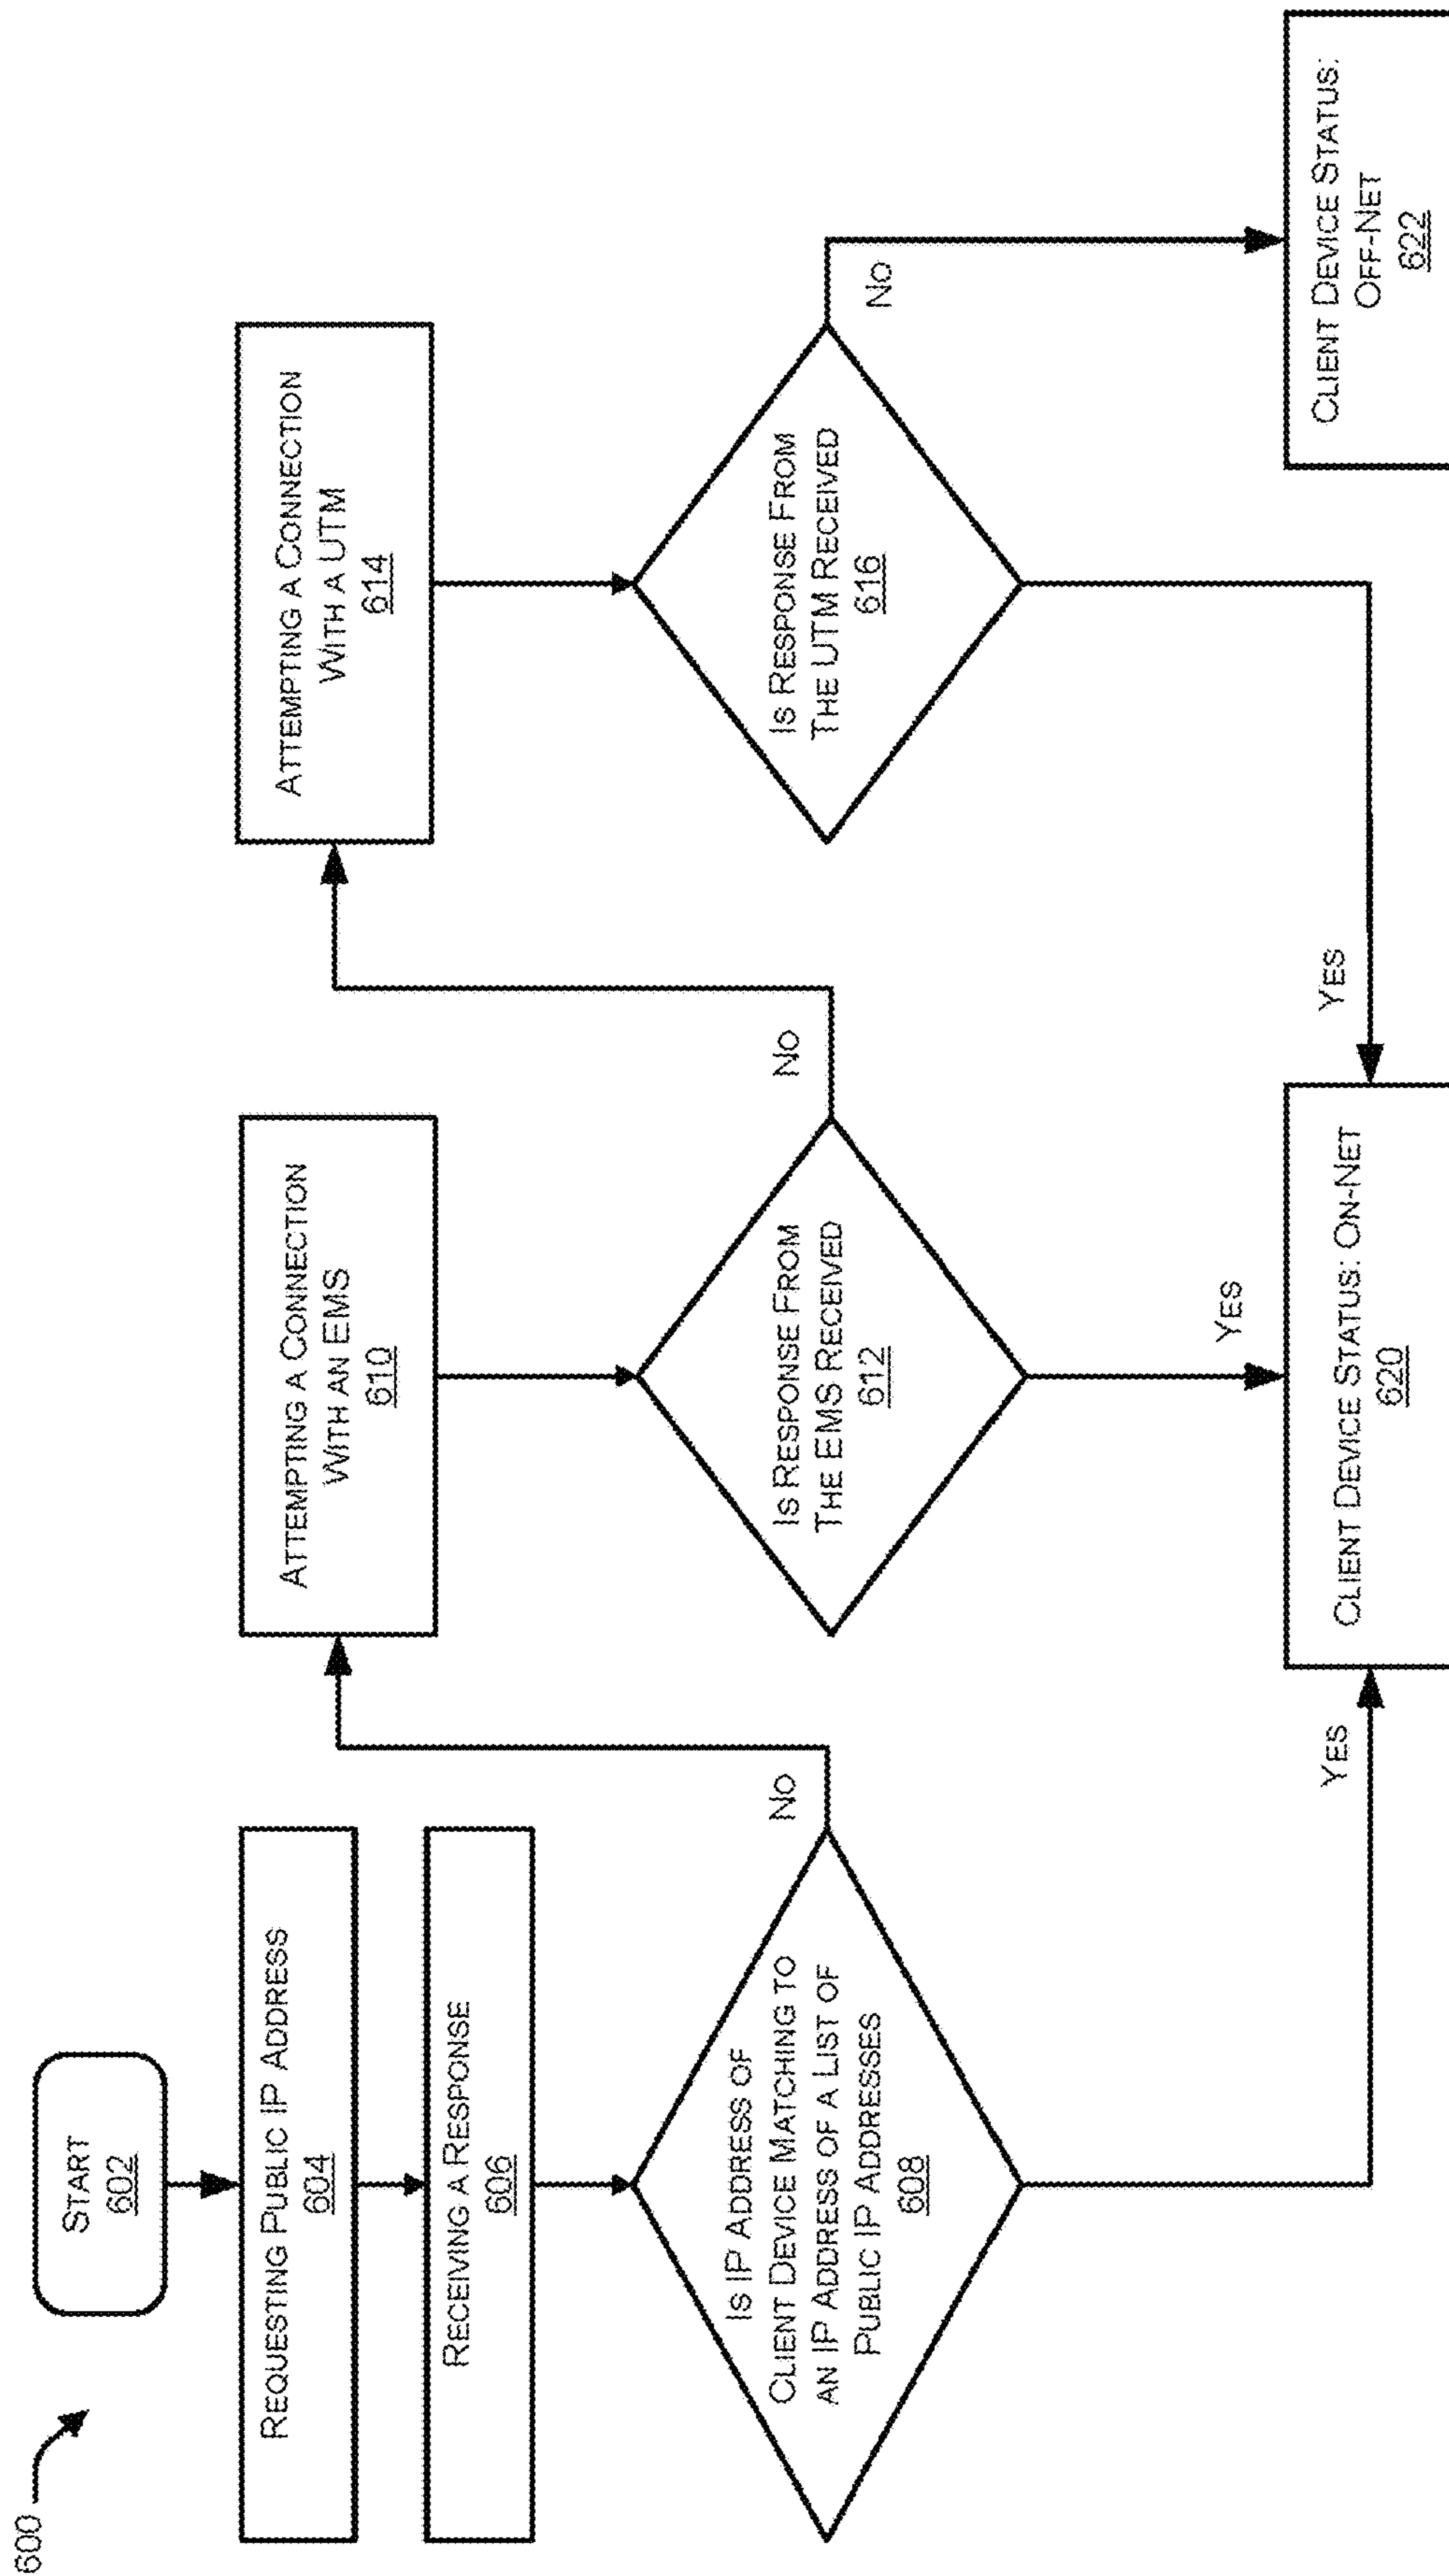 600
START
602
REQUESTING PUBLIC IP ADDRESS
604
RECEIVING A RESPONSE
606
IS IP ADDRESS OF
CLIENT DEVICE MATCHING TO
AN IP ADDRESS OF A LIST OF
PUBLIC IP ADDRESSES
608
NO
YES
ATTEMPTING A CONNECTION
WITH AN EMS
610
IS RESPONSE FROM
THE EMS RECEIVED
612
NO
YES
ATTEMPTING A CONNECTION
WITH A UTM
614
IS RESPONSE FROM
THE UTM RECEIVED
616
NO
YES
CLIENT DEVICE STATUS: ON-NET
620
CLIENT DEVICE STATUS:
OFF-NET
622